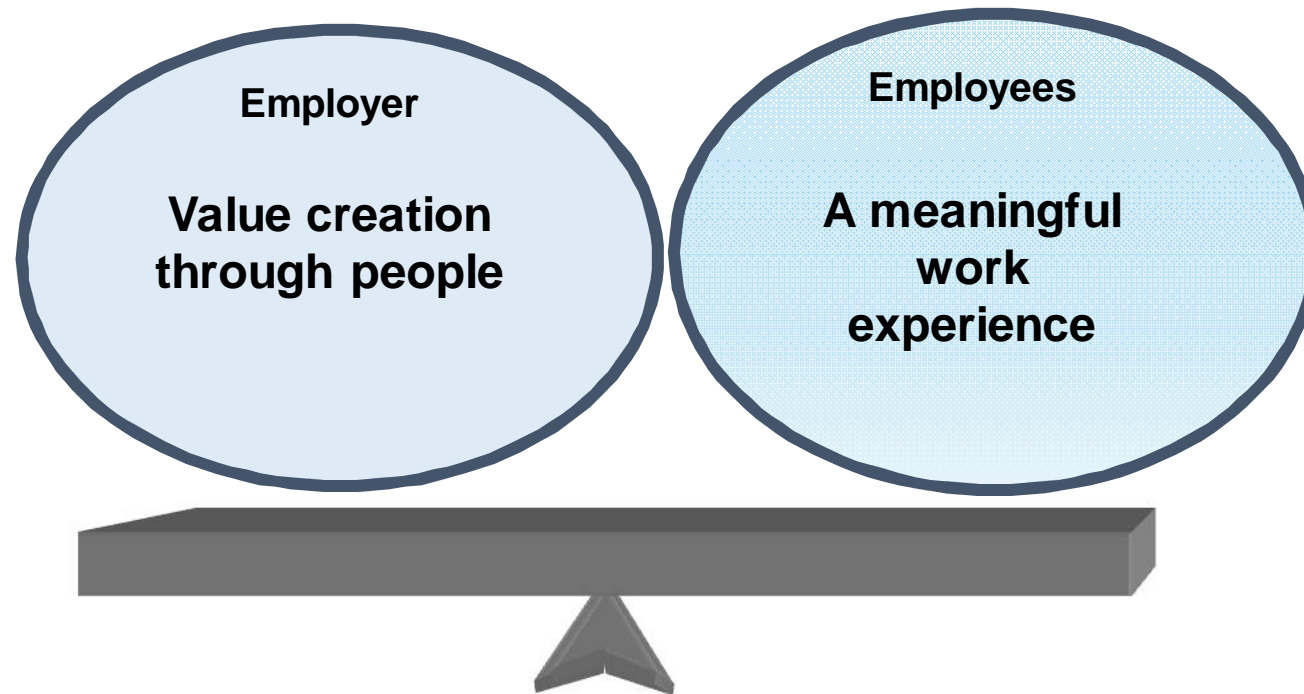 Employer
Value creation
through people
Employees
A meaningful
work
experience